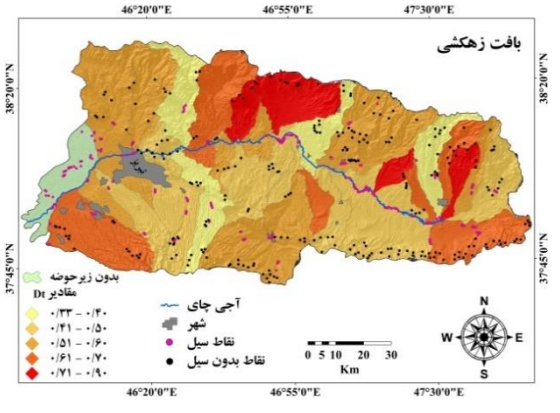 46°20'0"E 46°55'0"E 47°30'0"E
بافت زهکشی
38°20'0"N
38°20'0"N
37°45'0"N
37°45'0"N
بدون زیرحوضه
مقادیر Dt
۰/۳۳ - ۰/۴۰
۰/۴۱ - ۰/۵۰
۰/۵۱ - ۰/۶۰
۰/۶۱ - ۰/۷۰
۰/۷۱ - ۰/۹۰
آجی چای
شهر
نقاط سیل
نقاط بدون سیل
0 5 10 20 30
Km
N
W E
S
46°20'0"E 46°55'0"E 47°30'0"E